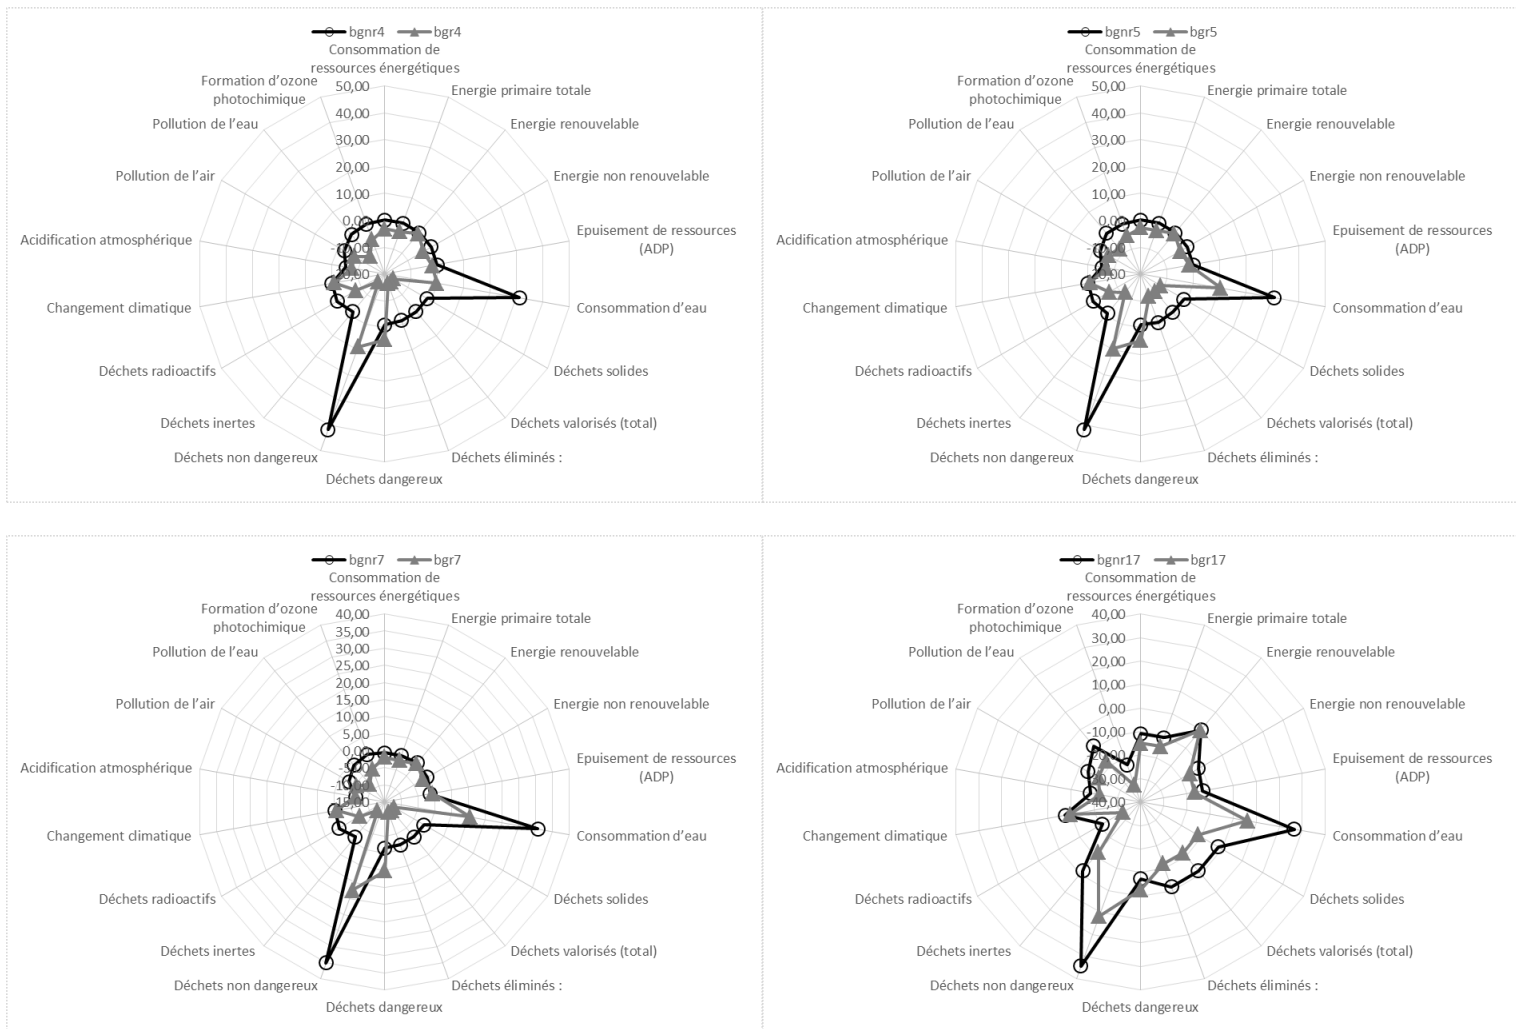 bgnr4 bgr4
Consommation de
ressources énergétiques
Energie primaire totale
Energie renouvelable
Energie non renouvelable
Epuisement de ressources
(ADP)
Consommation d'eau
Déchets solides
Déchets valorisés (total)
Déchets éliminés :
Déchets dangereux
Déchets non dangereux
Déchets inertes
Déchets radioactifs
Changement climatique
Acidification atmosphérique
Pollution de l'air
Pollution de l'eau
Formation d'ozone
photochimique
50,00
40,00
30,00
20,00
10,00
0,00
bgnr5 bgr5
Consommation de
ressources énergétiques
Energie primaire totale
Energie renouvelable
Energie non renouvelable
Epuisement de ressources
(ADP)
Consommation d'eau
Déchets solides
Déchets valorisés (total)
Déchets éliminés :
Déchets dangereux
Déchets non dangereux
Déchets inertes
Déchets radioactifs
Changement climatique
Acidification atmosphérique
Pollution de l'air
Pollution de l'eau
Formation d'ozone
photochimique
50,00
40,00
30,00
20,00
10,00
0,00
bgnr7 bgr7
Consommation de
ressources énergétiques
Energie primaire totale
Energie renouvelable
Energie non renouvelable
Epuisement de ressources
(ADP)
Consommation d'eau
Déchets solides
Déchets valorisés (total)
Déchets éliminés :
Déchets dangereux
Déchets non dangereux
Déchets inertes
Déchets radioactifs
Changement climatique
Acidification atmosphérique
Pollution de l'air
Pollution de l'eau
Formation d'ozone
photochimique
40,00
35,00
30,00
25,00
20,00
15,00
10,00
5,00
0,00
-5,00
-10,00
-15,00
bgnr17 bgr17
Consommation de
ressources énergétiques
Energie primaire totale
Energie renouvelable
Energie non renouvelable
Epuisement de ressources
(ADP)
Consommation d'eau
Déchets solides
Déchets valorisés (total)
Déchets éliminés :
Déchets dangereux
Déchets non dangereux
Déchets inertes
Déchets radioactifs
Changement climatique
Acidification atmosphérique
Pollution de l'air
Pollution de l'eau
Formation d'ozone
photochimique
40,00
30,00
20,00
10,00
0,00
-10,00
-20,00
-30,00
-40,00